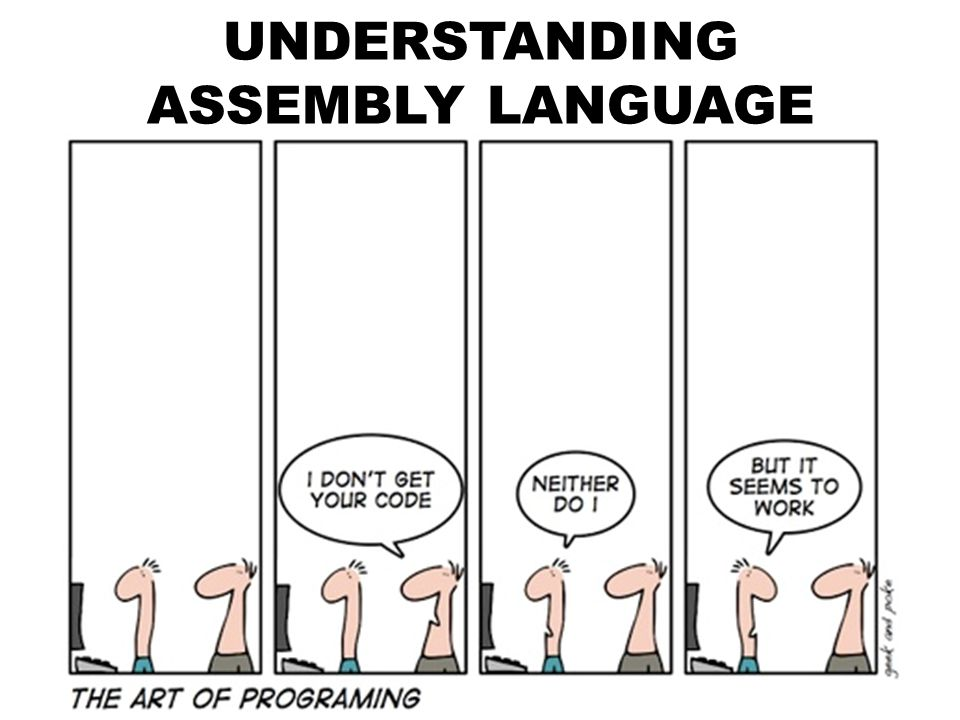 UNDERSTANDING
ASSEMBLY LANGUAGE
I DON'T GET
YOUR CODE
NEITHER
DO I
BUT IT
SEEMS TO
WORK
geek and poke
THE ART OF PROGRAMING